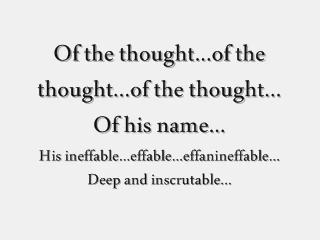 Of the thought...of the
thought...of the thought...
Of his name...
His ineffable...effable...effanineffable...
Deep and inscrutable...